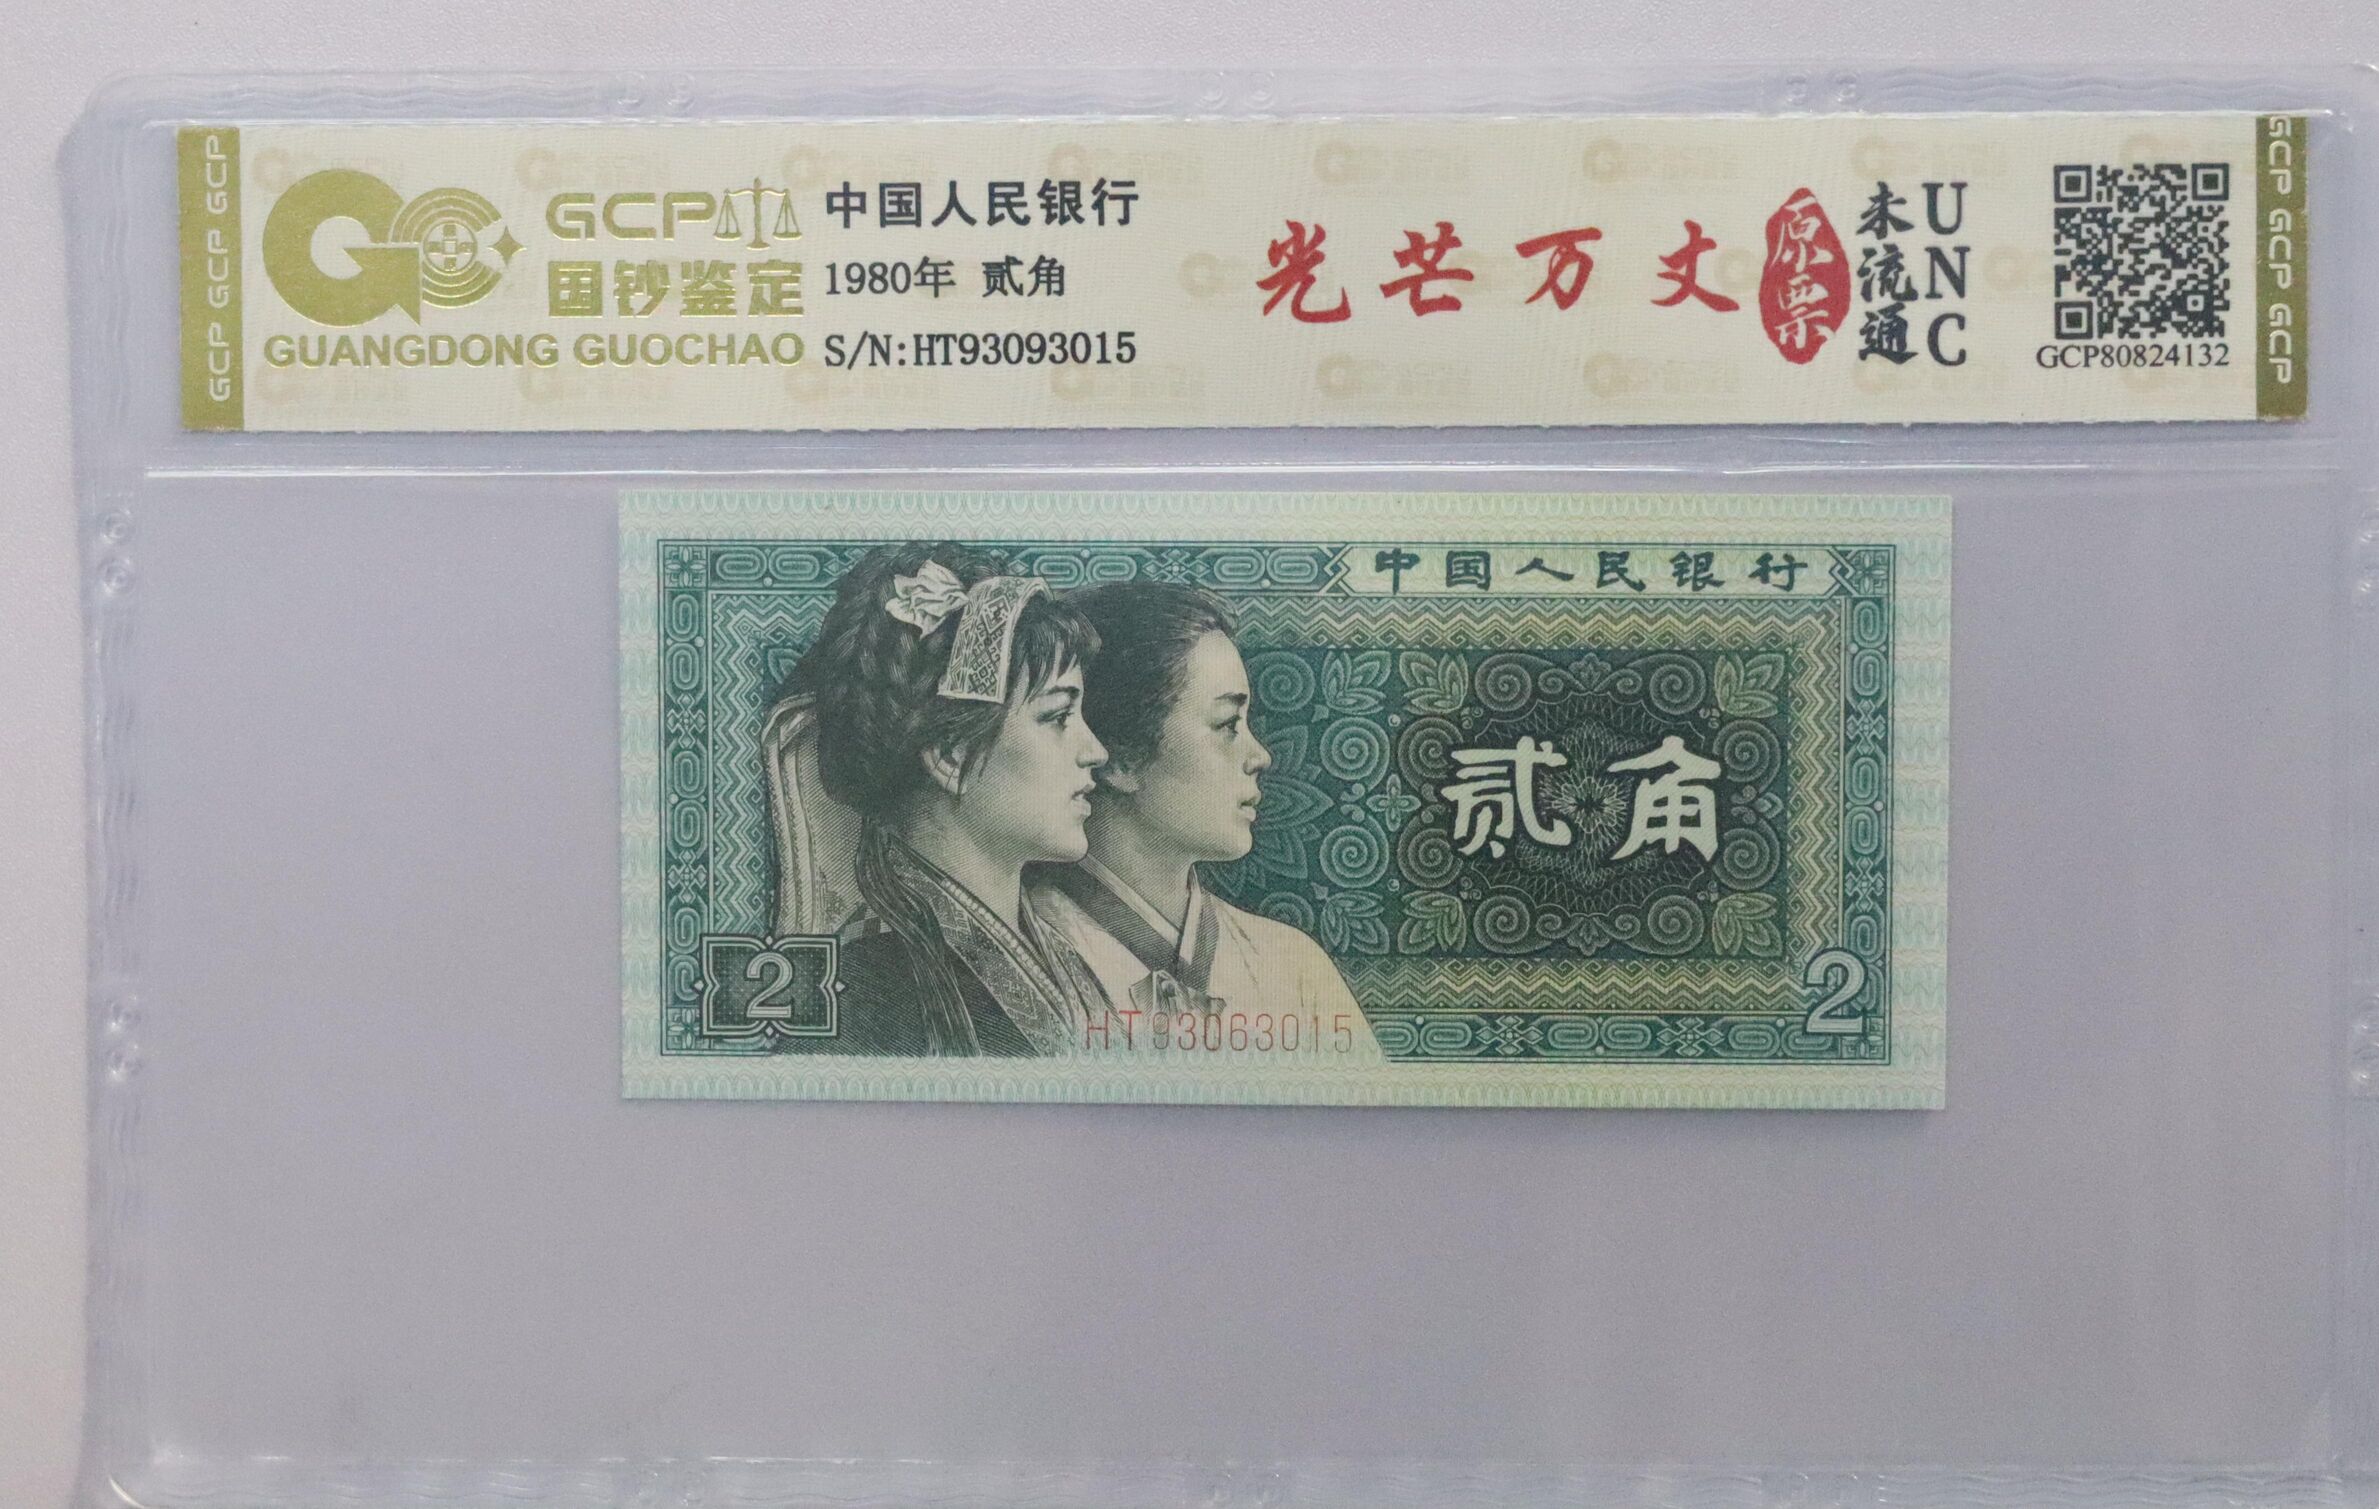 GCP GCP GCP
GCP
国钞鉴定
GUANGDONG GUOCHAO
中国人民银行
1980年 贰角
S/N:HT93093015
光芒万丈
原票
未流通
UNC
GCP80824132
GCP GCP GCP
中国人民银行
贰角
2
2
HT93063015